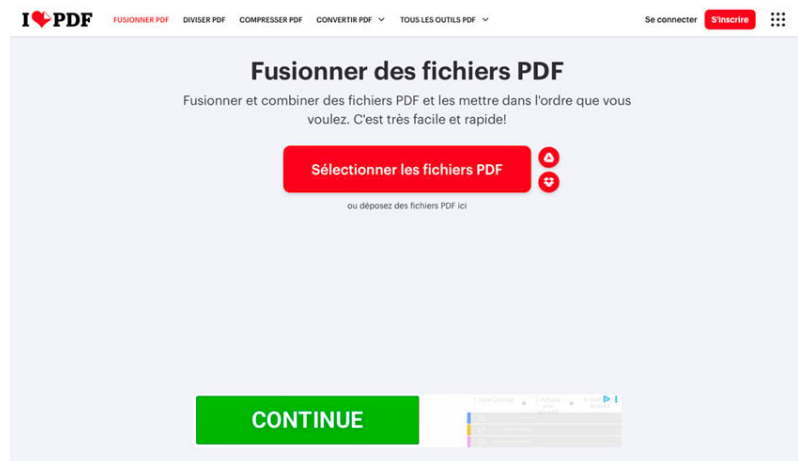 I PDF
FUSIONNER PDF
DIVISER PDF
COMPRESSER PDF
CONVERTIR PDF
TOUS LES OUTILS PDF
Se connecter
S'inscrire
Fusionner des fichiers PDF
Fusionner et combiner des fichiers PDF et les mettre dans l'ordre que vous
voulez. C'est très facile et rapide!
Sélectionner les fichiers PDF
ou déposez des fichiers PDF ici
CONTINUE